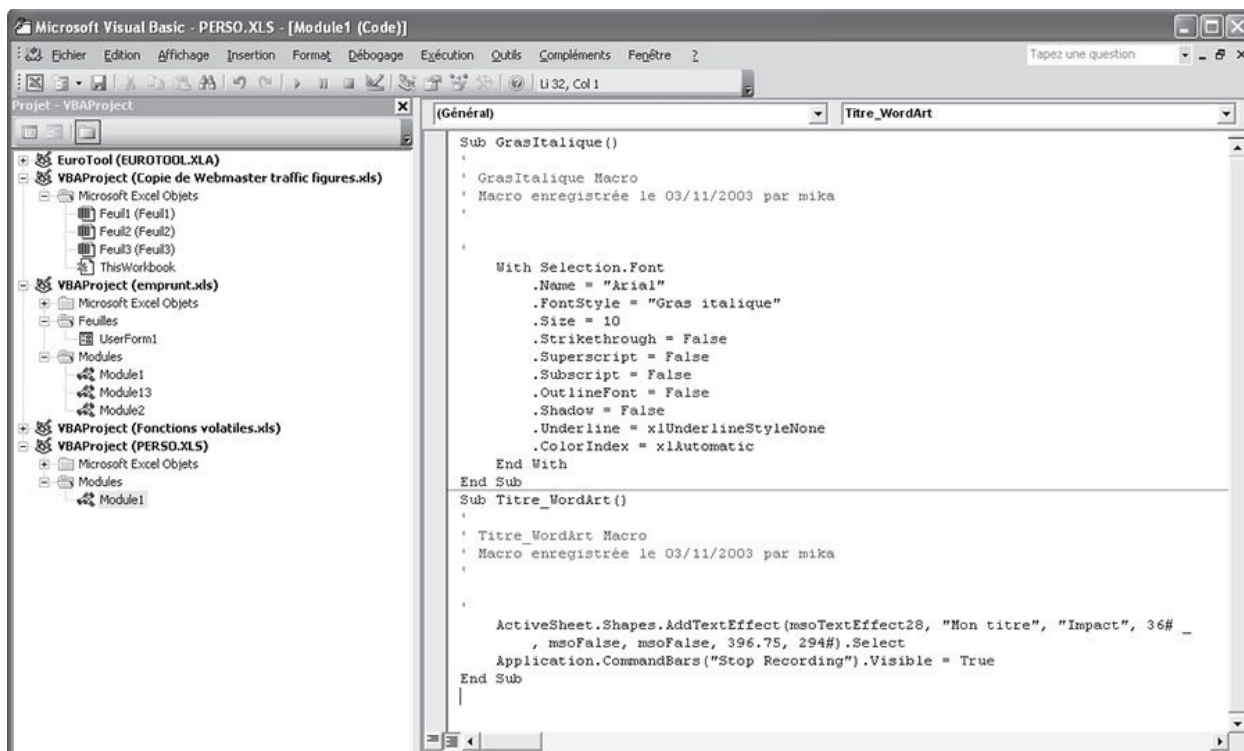 Microsoft Visual Basic - PERSO.XLS - [Module1 (Code)]
Fichier Edition Affichage Insertion Format Débogage Exécution Outils Compléments Fenêtre ? Tapez une question
Li 32, Col 1
Projet - VBAProject
(Général) Titre_WordArt
EuroTool (EUROTOOL.XLA)
VBAProject (Copie de Webmaster traffic figures.xls)
Microsoft Excel Objets
Feuil1 (Feuil1)
Feuil2 (Feuil2)
Feuil3 (Feuil3)
ThisWorkbook
VBAProject (emprunt.xls)
Microsoft Excel Objets
Feuilles
UserForm1
Modules
Module1
Module13
Module2
VBAProject (Fonctions volatiles.xls)
VBAProject (PERSO.XLS)
Microsoft Excel Objets
Modules
Module1
Sub GrasItalique()
'
' GrasItalique Macro
' Macro enregistrée le 03/11/2003 par mika
'
'
With Selection.Font
.Name = "Arial"
.FontStyle = "Gras italique"
.Size = 10
.Strikethrough = False
.Superscript = False
.Subscript = False
.OutlineFont = False
.Shadow = False
.Underline = xlUnderlineStyleNone
.ColorIndex = xlAutomatic
End With
End Sub
Sub Titre_WordArt()
'
' Titre_WordArt Macro
' Macro enregistrée le 03/11/2003 par mika
'
'
ActiveSheet.Shapes.AddTextEffect(msoTextEffect28, "Mon titre", "Impact", 36# _
, msoFalse, msoFalse, 396.75, 294#).Select
Application.CommandBars("Stop Recording").Visible = True
End Sub